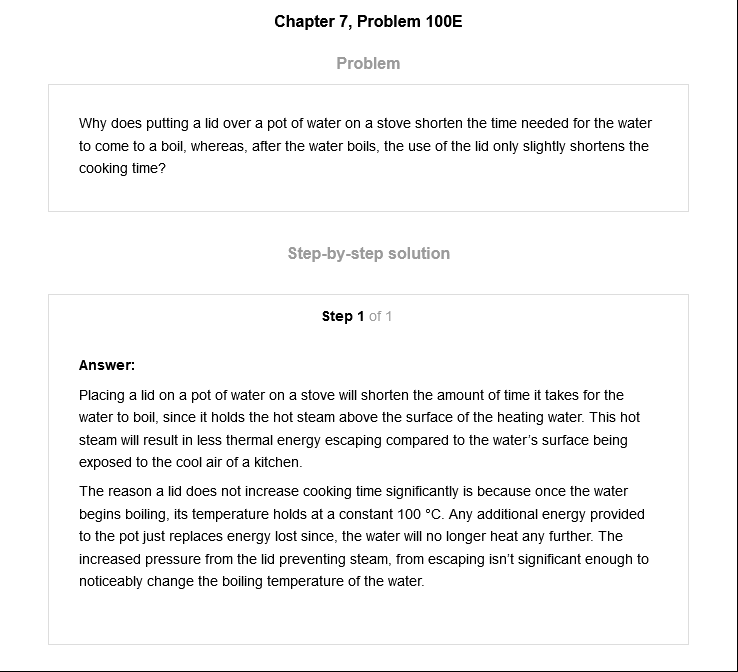 Chapter 7, Problem 100E
Problem
Why does putting a lid over a pot of water on a stove shorten the time needed for the water
to come to a boil, whereas, after the water boils, the use of the lid only slightly shortens the
cooking time?
Step-by-step solution
Step 1 of 1
Answer:
Placing a lid on a pot of water on a stove will shorten the amount of time it takes for the
water to boil, since it holds the hot steam above the surface of the heating water. This hot
steam will result in less thermal energy escaping compared to the water’s surface being
exposed to the cool air of a kitchen.
The reason a lid does not increase cooking time significantly is because once the water
begins boiling, its temperature holds at a constant 100 °C. Any additional energy provided
to the pot just replaces energy lost since, the water will no longer heat any further. The
increased pressure from the lid preventing steam, from escaping isn’t significant enough to
noticeably change the boiling temperature of the water.